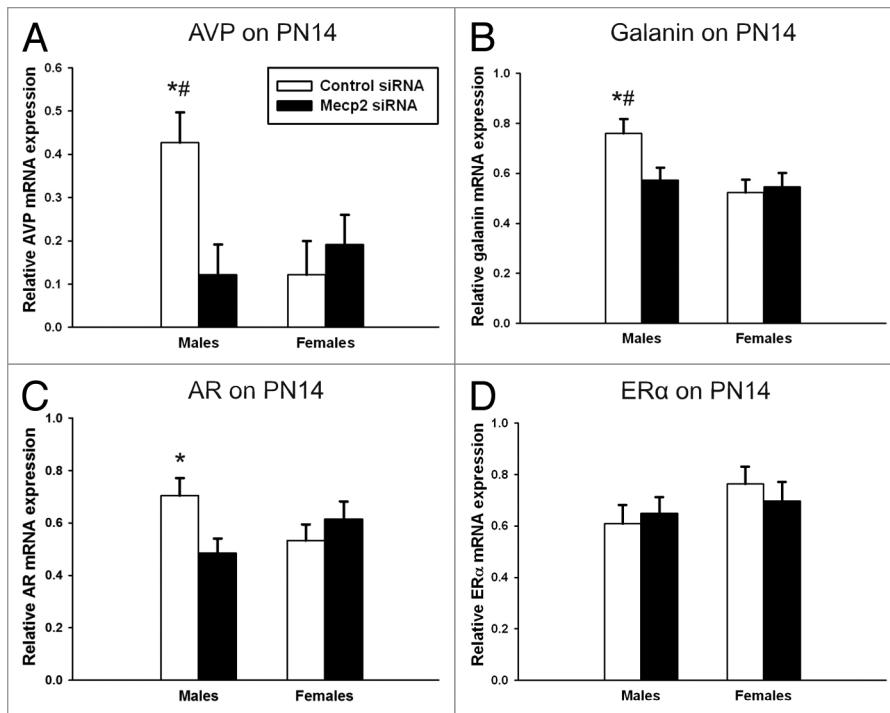 A
AVP on PN14
Relative AVP mRNA expression
0.6
0.5
0.4
0.3
0.2
0.1
0.0
*#
Control siRNA
Mecp2 siRNA
Males
Females
B
Galanin on PN14
Relative galanin mRNA expression
1.0
0.8
0.6
0.4
0.2
0.0
*#
Males
Females
C
AR on PN14
Relative AR mRNA expression
1.0
0.8
0.6
0.4
0.2
0.0
*
Males
Females
D
ERα on PN14
Relative ERα mRNA expression
1.0
0.8
0.6
0.4
0.2
0.0
Males
Females